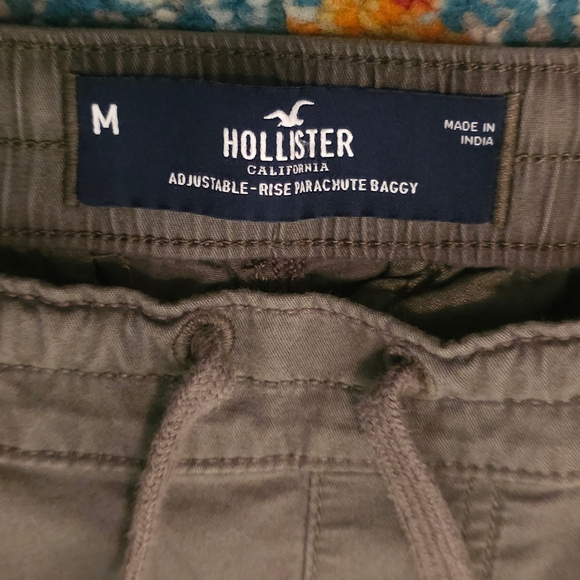 M
HOLLISTER
CALIFORNIA
ADJUSTABLE-RISE PARACHUTE BAGGY
MADE IN
INDIA